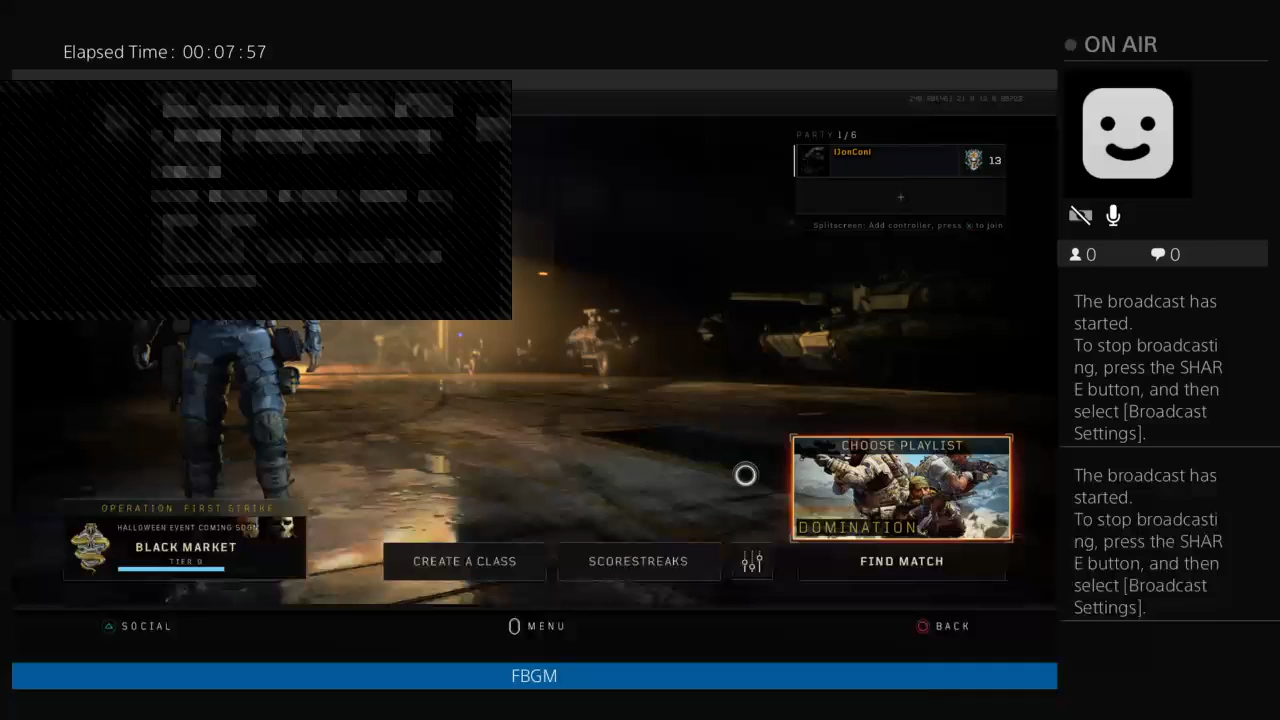 Elapsed Time: 00:07:57
ON AIR
PARTY 1/6
IJonConI
13
+
Splitscreen: Add controller, press X to join
0
0
The broadcast has
started.
To stop broadcasti
ng, press the SHAR
E button, and then
select [Broadcast
Settings].
The broadcast has
started.
To stop broadcasti
ng, press the SHAR
E button, and then
select [Broadcast
Settings].
CHOOSE PLAYLIST
DOMINATION
FIND MATCH
OPERATION FIRST STRIKE
HALLOWEEN EVENT COMING SOON
BLACK MARKET
TIER 9
CREATE A CLASS
SCORESTREAKS
SOCIAL
MENU
BACK
FBGM